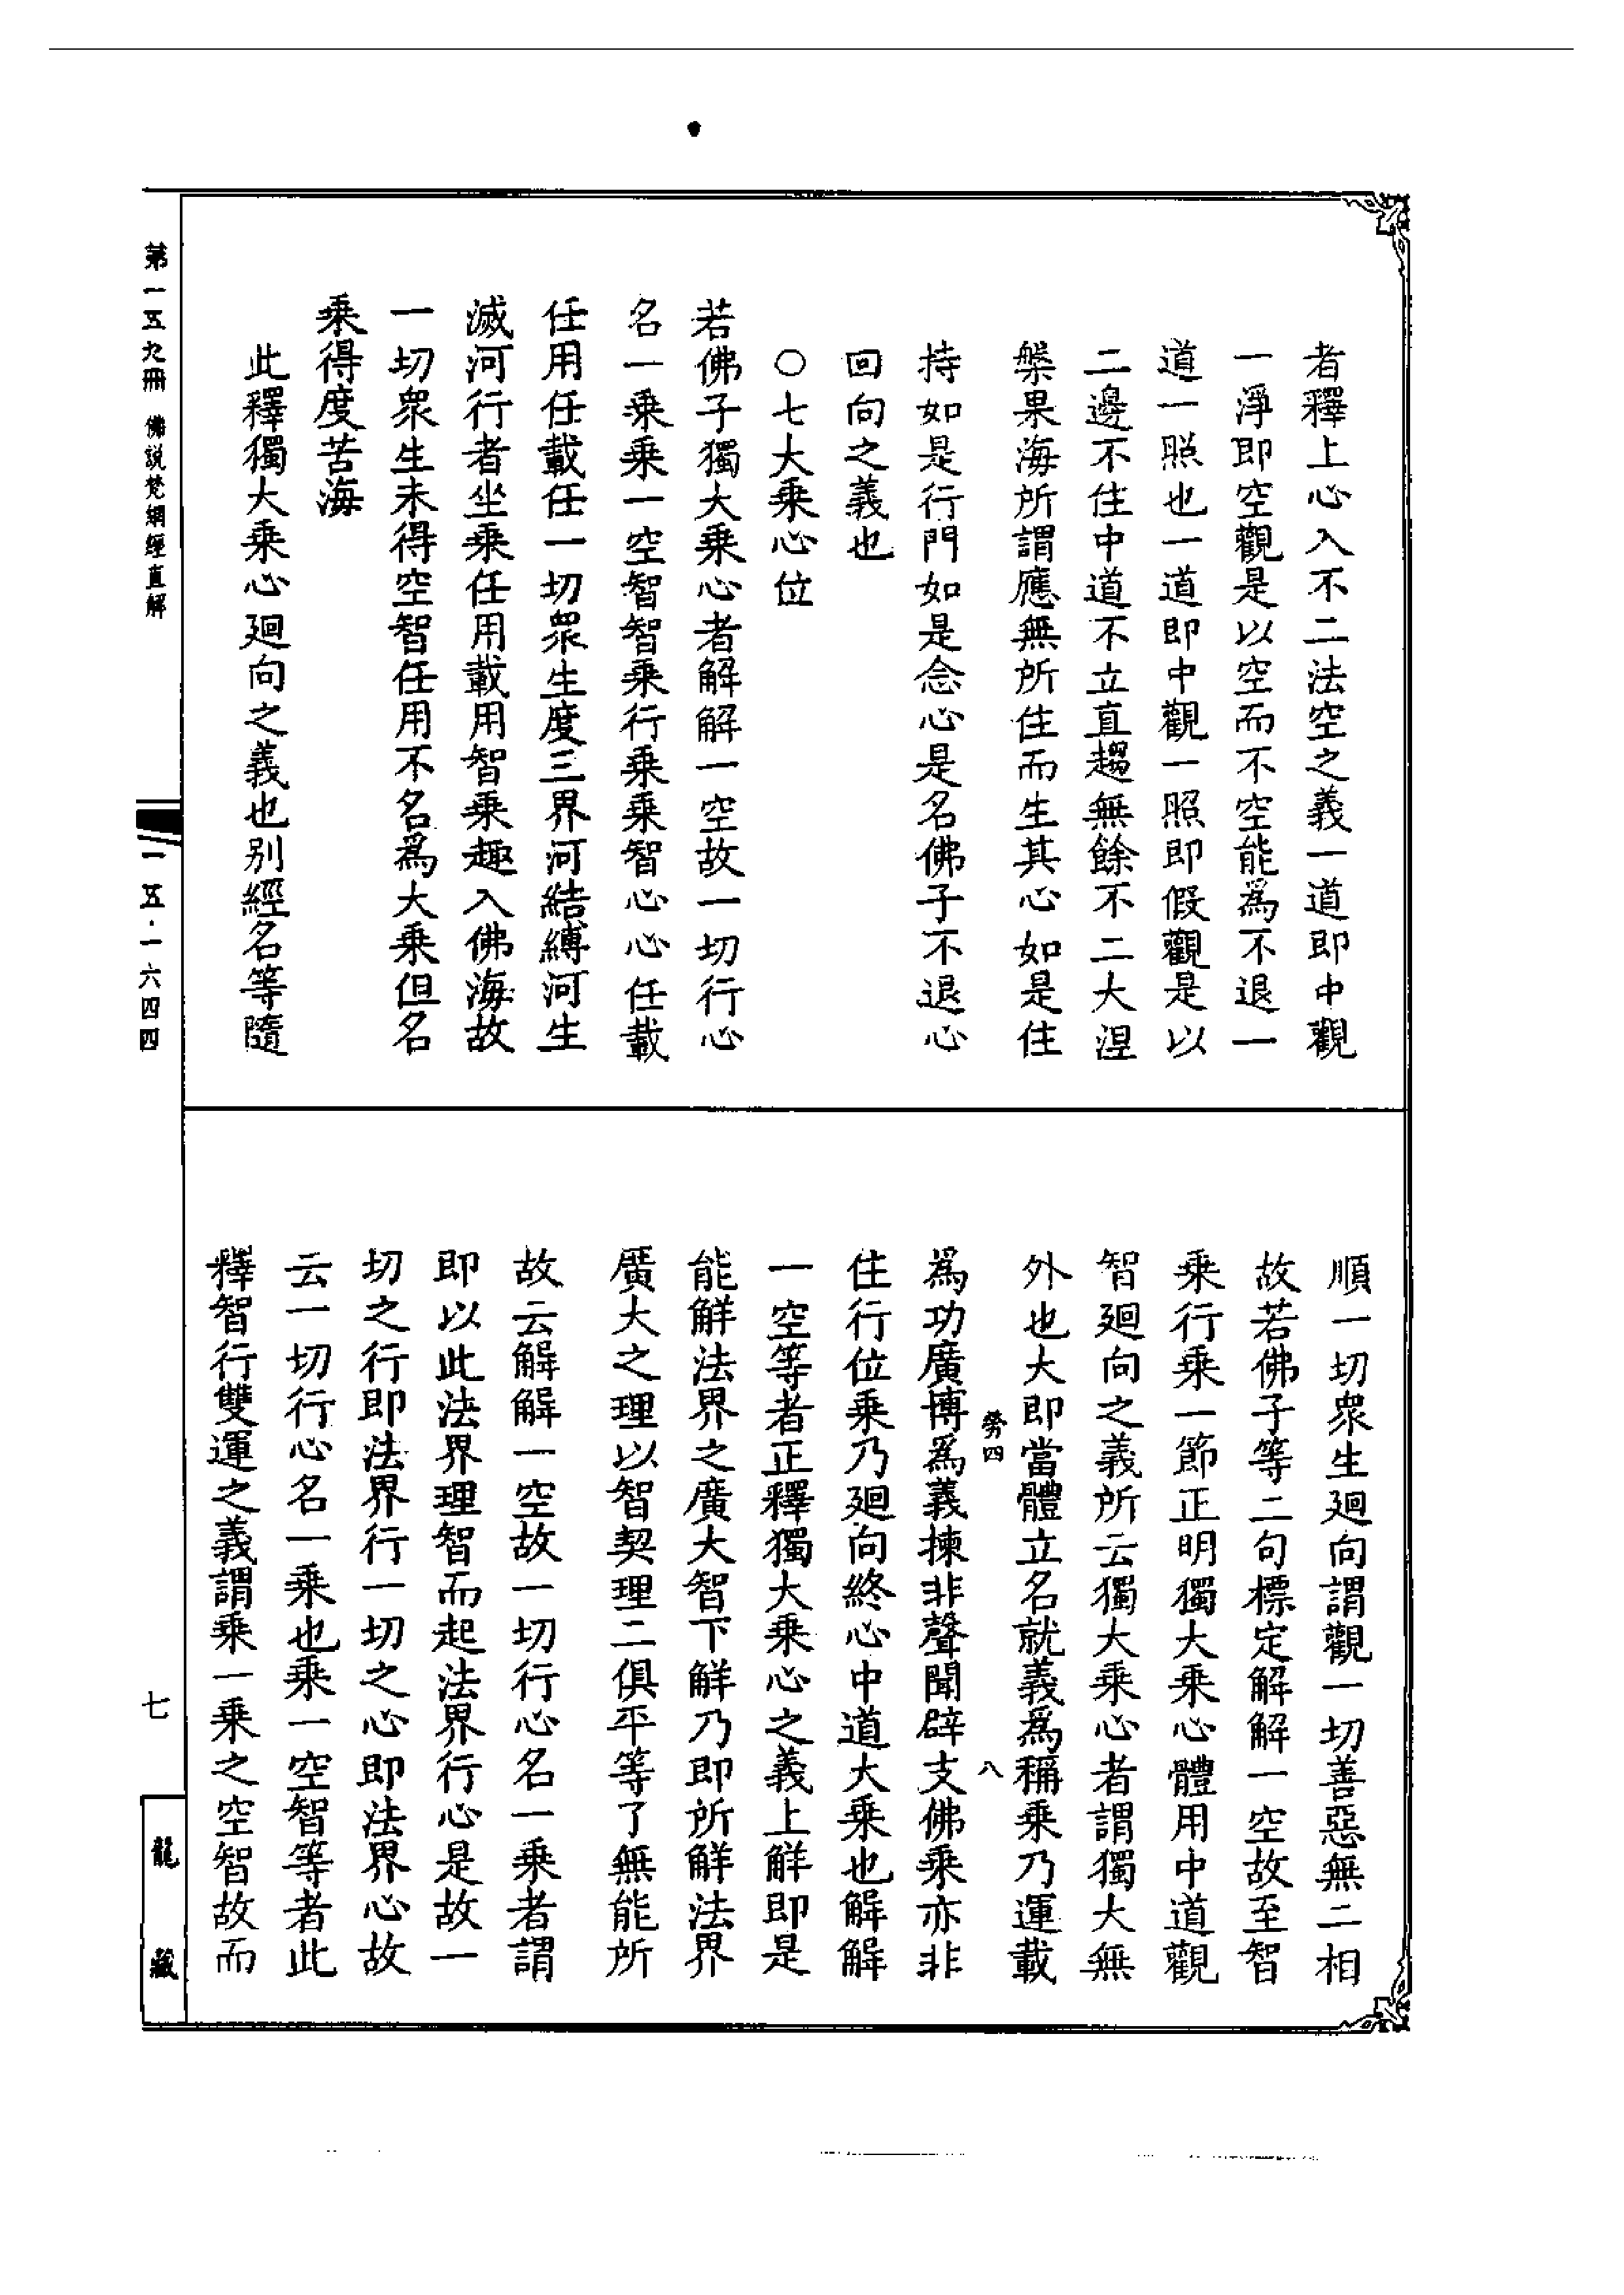 者釋上心入不二法空之義一道即中觀
一淨即空觀是以空而不空能爲不退一
道一照也一道即中觀一照即假觀是以
二邊不住中道不立直趨無餘不二大涅
槃果海所謂應無所住而生其心如是住
持如是行門如是念心是名佛子不退心
回向之義也
〇七大乘心位
若佛子獨大乘心者解解一空故一切行心
名一乘乘一空智智乘行乘乘智心心任載
任用任載任一切眾生度三界河結縛河生
滅河行者坐乘任用載用智乘趣入佛海故
一切眾生未得空智任用不名爲大乘但名
乘得度苦海
此釋獨大乘心廻向之義也別經名等隨
順一切眾生廻向謂觀一切善惡無二相
故若佛子等二句標定解解一空故至智
乘行乘一節正明獨大乘心體用中道觀
智廻向之義所云獨大乘心者謂獨大無
外也大即當體立名就義爲稱乘乃運載
勞四 八
爲功廣博爲義揀非聲聞辟支佛乘亦非
住行位乘乃廻向終心中道大乘也解解
一空等者正釋獨大乘心之義上解即是
能解法界之廣大智下解乃即所解法界
廣大之理以智契理二俱平等了無能所
故云解解一空故一切行心名一乘者謂
即以此法界理智而起法界行心是故一
切之行即法界行一切之心即法界心故
云一切行心名一乘也乘一空智等者此
釋智行雙運之義謂乘一乘之空智故而
第一五九冊 佛說梵網經直解
一五·一六四四
七
龍藏